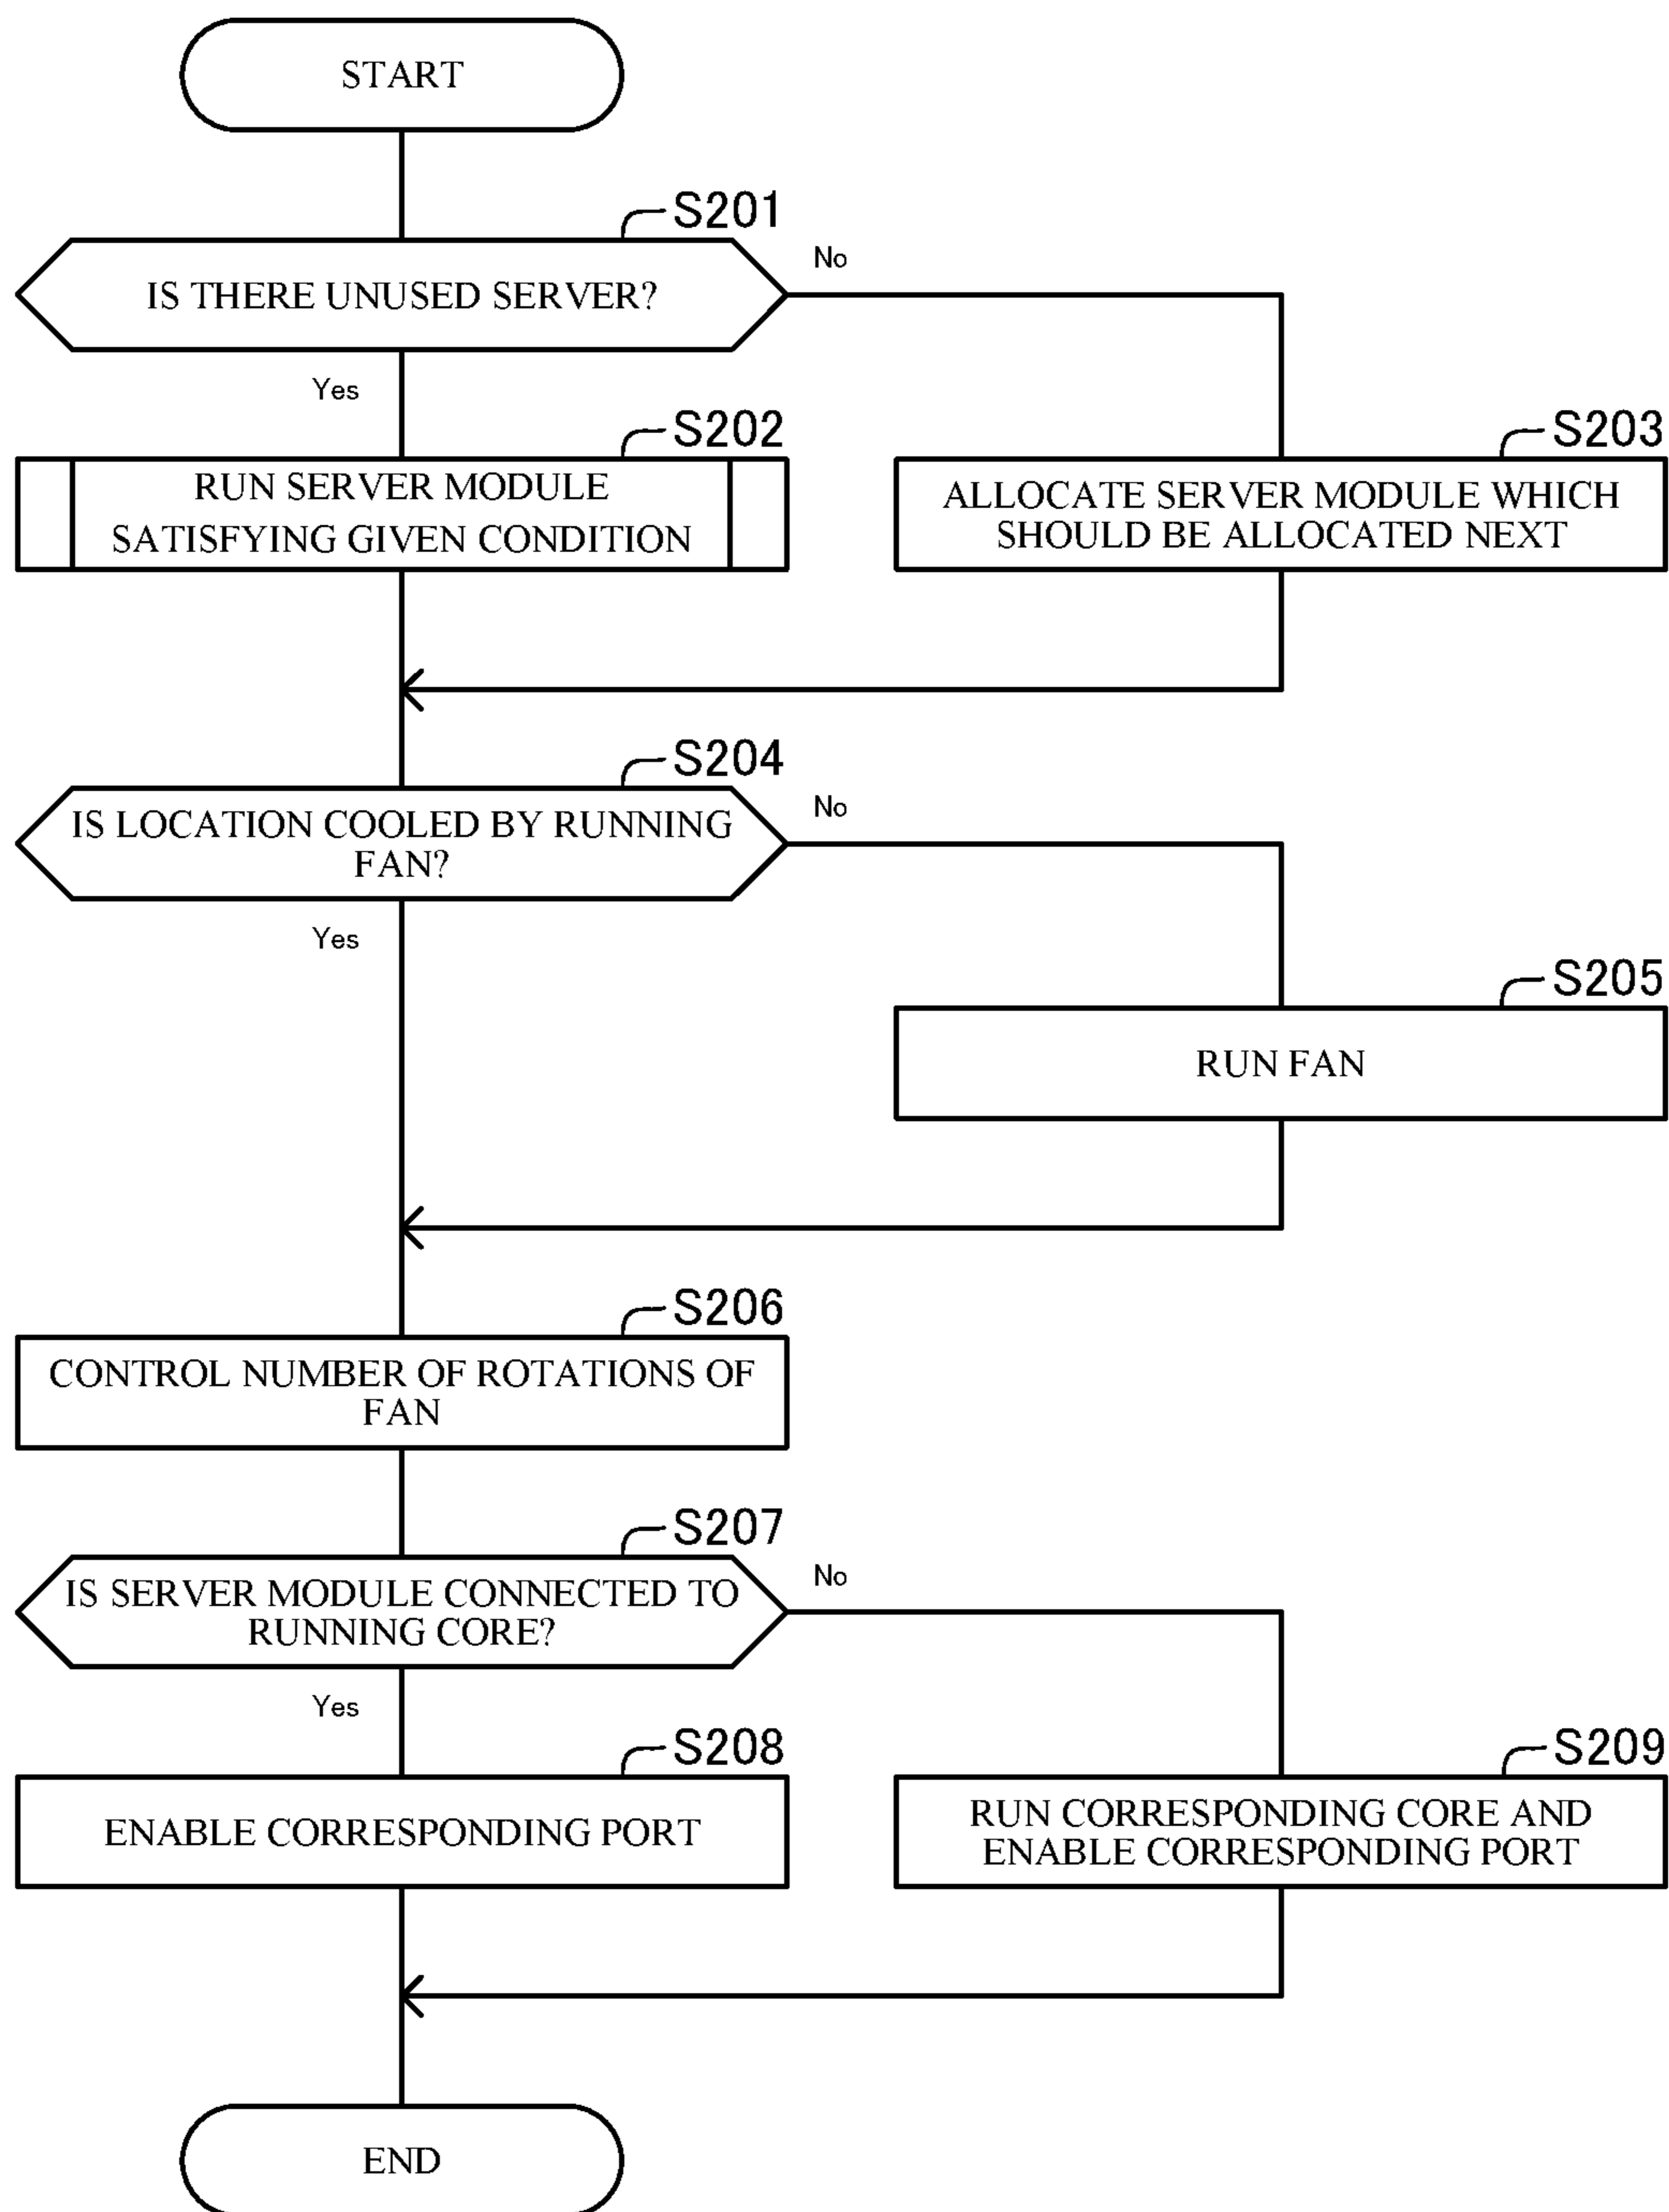 START
S201
IS THERE UNUSED SERVER?
No
Yes
S202
RUN SERVER MODULE
SATISFYING GIVEN CONDITION
S203
ALLOCATE SERVER MODULE WHICH
SHOULD BE ALLOCATED NEXT
S204
IS LOCATION COOLED BY RUNNING
FAN?
No
Yes
S205
RUN FAN
S206
CONTROL NUMBER OF ROTATIONS OF
FAN
S207
IS SERVER MODULE CONNECTED TO
RUNNING CORE?
No
Yes
S208
ENABLE CORRESPONDING PORT
S209
RUN CORRESPONDING CORE AND
ENABLE CORRESPONDING PORT
END